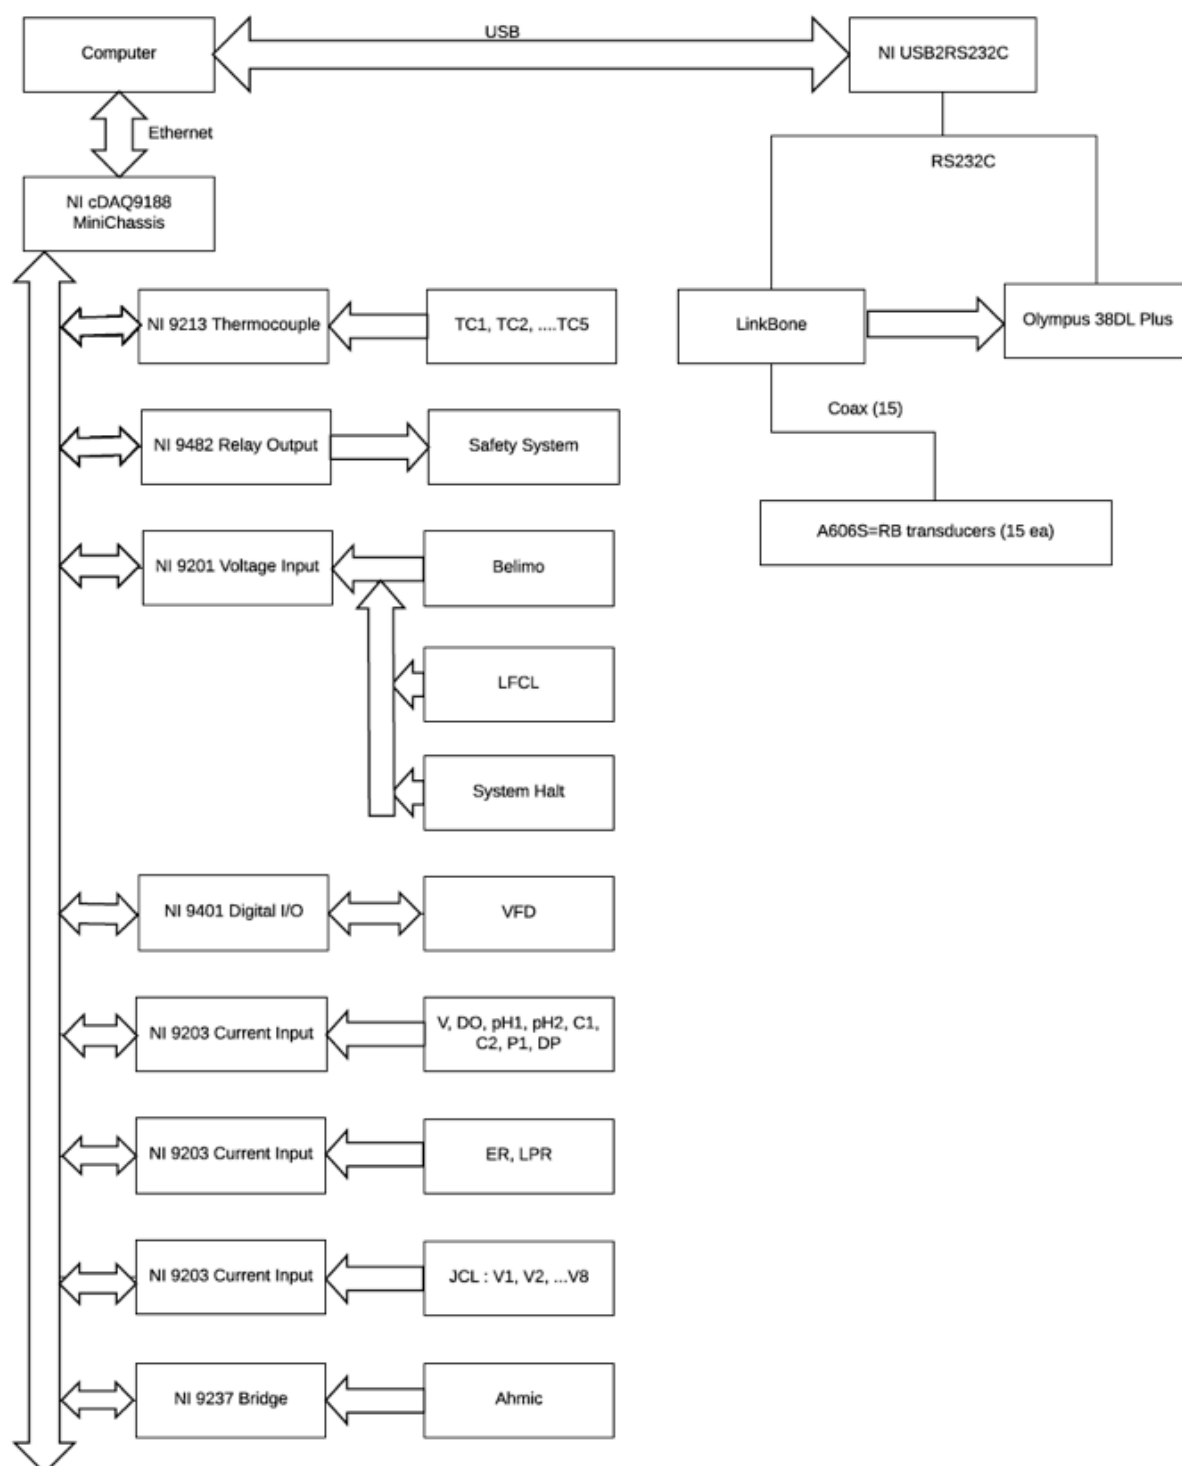 Computer
USB
NI USB2RS232C
Ethernet
RS232C
NI cDAQ9188
MiniChassis
NI 9213 Thermocouple
TC1, TC2, ....TC5
LinkBone
Olympus 38DL Plus
Coax (15)
NI 9482 Relay Output
Safety System
A606S=RB transducers (15 ea)
NI 9201 Voltage Input
Belimo
LFCL
System Halt
NI 9401 Digital I/O
VFD
NI 9203 Current Input
V, DO, pH1, pH2, C1,
C2, P1, DP
NI 9203 Current Input
ER, LPR
NI 9203 Current Input
JCL : V1, V2, ...V8
NI 9237 Bridge
Ahmic